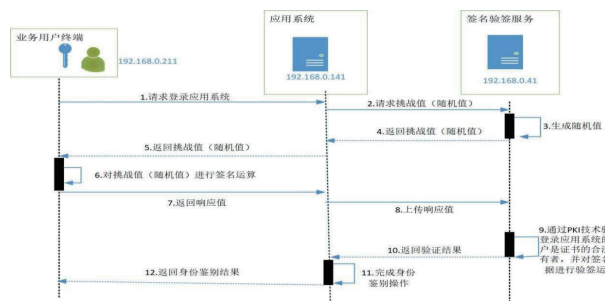 业务用户终端
192.168.0.211
应用系统
192.168.0.141
签名验签服务
192.168.0.41
1.请求登录应用系统
2.请求挑战值（随机值）
3.生成随机值
4.返回挑战值（随机值）
5.返回挑战值（随机值）
6.对挑战值（随机值）进行签名运算
7.返回响应值
8.上传响应值
9.通过PKI技术验
登录应用系统的
户是证书的合法
有者，并对签名
据进行验签运
10.返回验证结果
11.完成身份
鉴别操作
12.返回身份鉴别结果